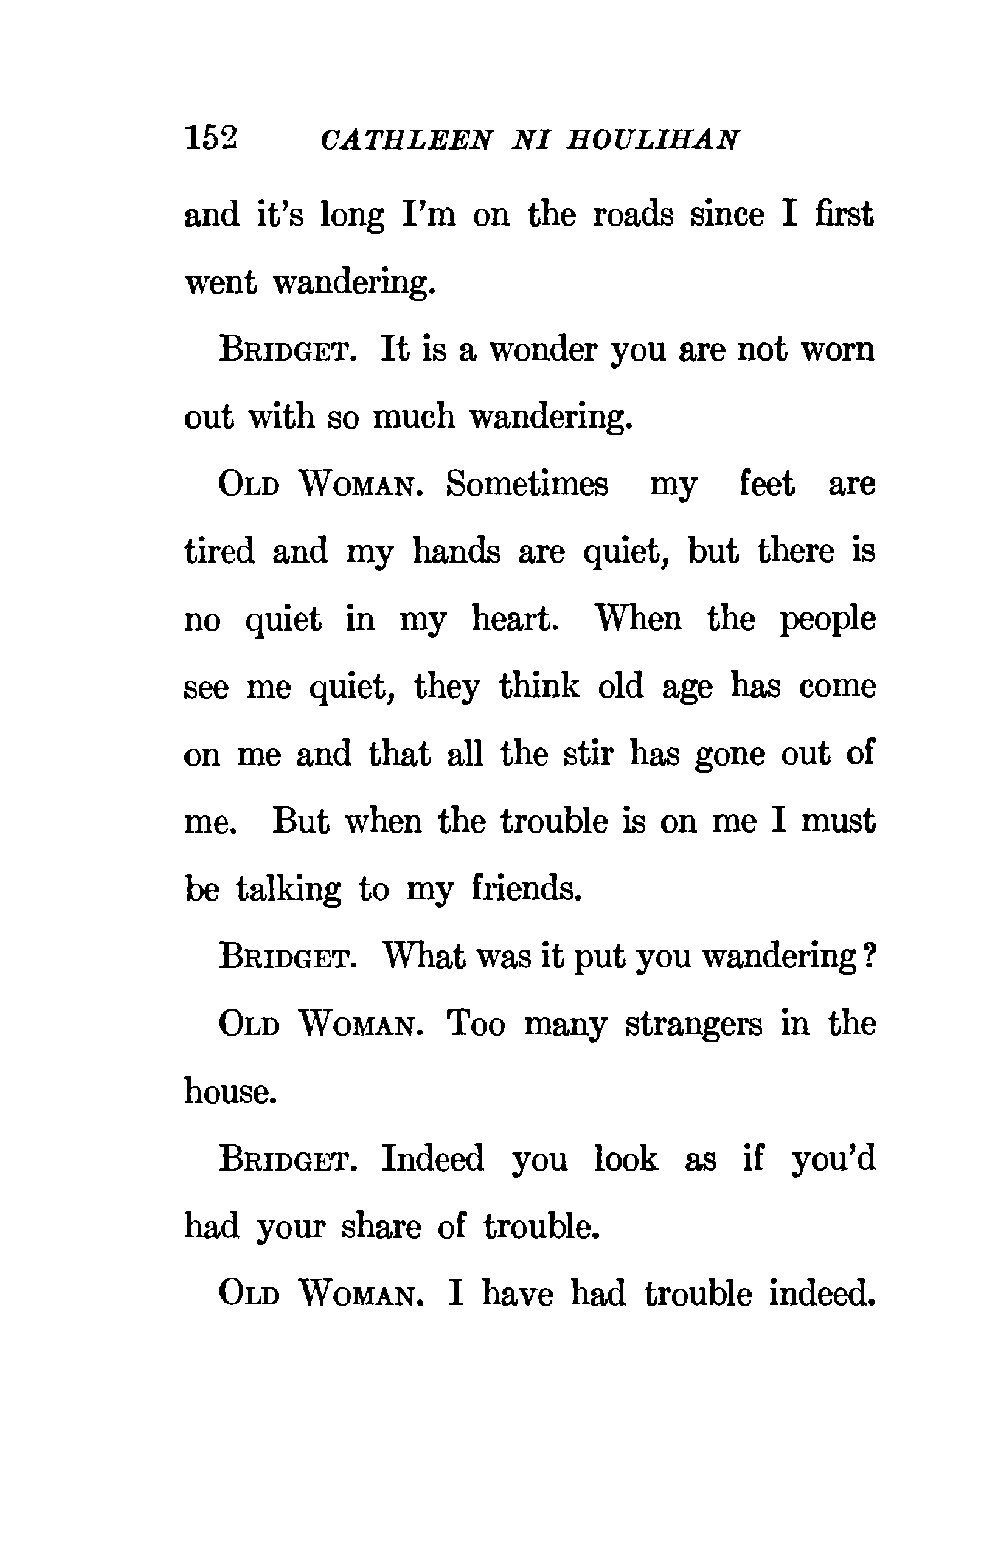 152 CATHLEEN NI HOULIHAN
and it's long I'm on the roads since I first
went wandering.
BRIDGET. It is a wonder you are not worn
out with so much wandering.
OLD WOMAN. Sometimes my feet are
tired and my hands are quiet, but there is
no quiet in my heart. When the people
see me quiet, they think old age has come
on me and that all the stir has gone out of
me. But when the trouble is on me I must
be talking to my friends.
BRIDGET. What was it put you wandering?
OLD WOMAN. Too many strangers in the
house.
BRIDGET. Indeed you look as if you'd
had your share of trouble.
OLD WOMAN. I have had trouble indeed.